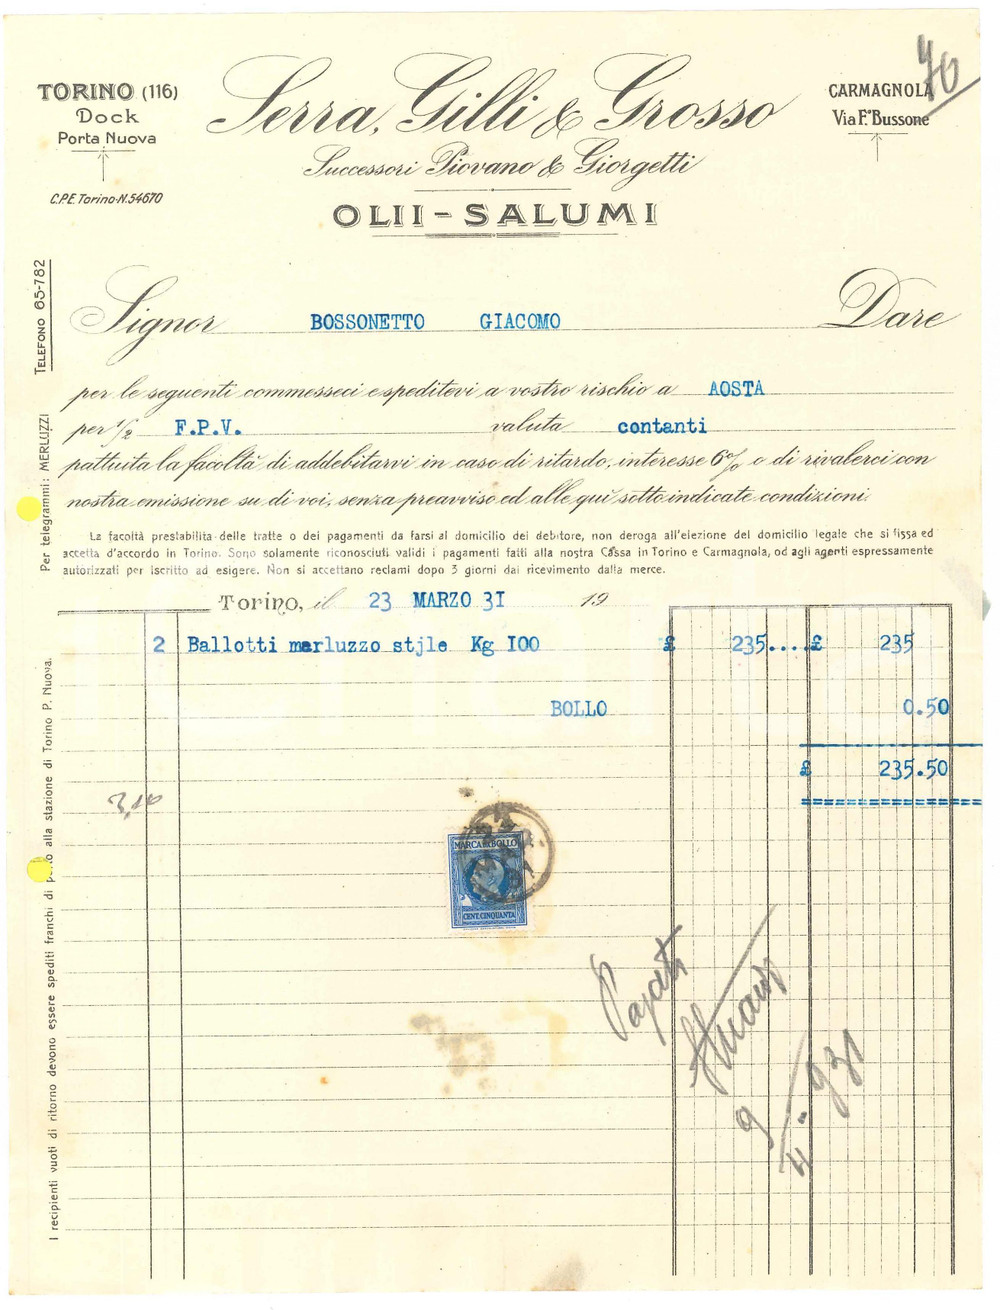 70
TORINO (116)
Dock
Porta Nuova
C.P.E. Torino-N.54670
Serra, Gilli & Grosso
Successori Piovano & Giorgetti
OLII - SALUMI
CARMAGNOLA
Via F. Bussone
TELEFONO 65-782
Per telegrammi: MERLUZZI
I recipienti vuoti di ritorno devono essere spediti franchi di porto alla stazione di Torino P. Nuova.
Signor BOSSONETTO GIACOMO Dare
per le seguenti commesseci e speditevi a vostro rischio a AOSTA
per 1/2 F.P.V. valuta contanti
pattuita la facoltà di addebitarvi in caso di ritardo, interesse 6% o di rivalerci con
nostra emissione su di voi, senza preavviso ed alle qui sotto indicate condizioni.
La facoltà prestabilita delle tratte o dei pagamenti da farsi al domicilio del debitore, non deroga all'elezione del domicilio legale che si fissa ed
accetta d'accordo in Torino. Sono solamente riconosciuti validi i pagamenti fatti alla nostra Cassa in Torino e Carmagnola, od agli agenti espressamente
autorizzati per iscritto ad esigere. Non si accettano reclami dopo 3 giorni dal ricevimento dalla merce.
Torino, il 23 MARZO 31 19
2 Ballotti merluzzo stjle Kg I00 £ 235....£ 235
BOLLO 0.50
£ 235.50
3,10
MARCA DA BOLLO
CENT. CINQUANTA
Pagato
9
4° 931